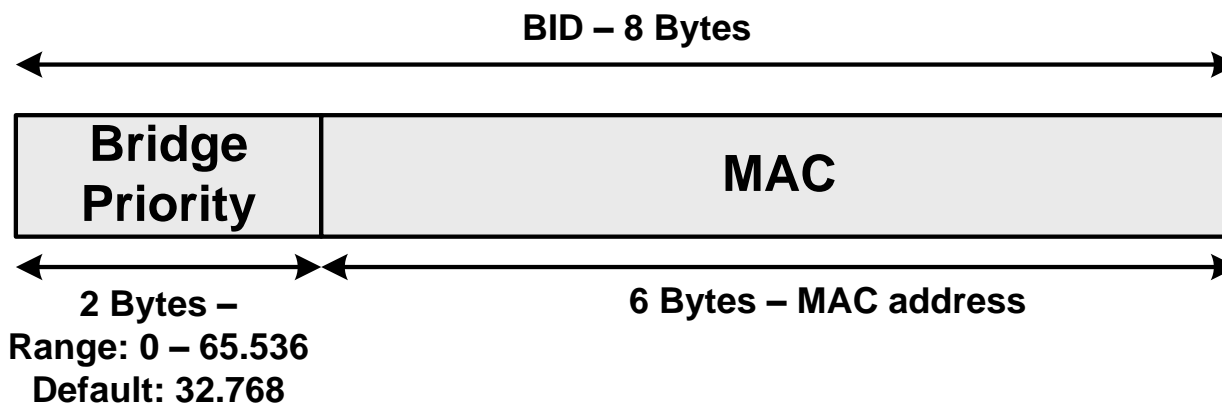 BID – 8 Bytes
Bridge
Priority
MAC
2 Bytes –
Range: 0 – 65.536
Default: 32.768
6 Bytes – MAC address